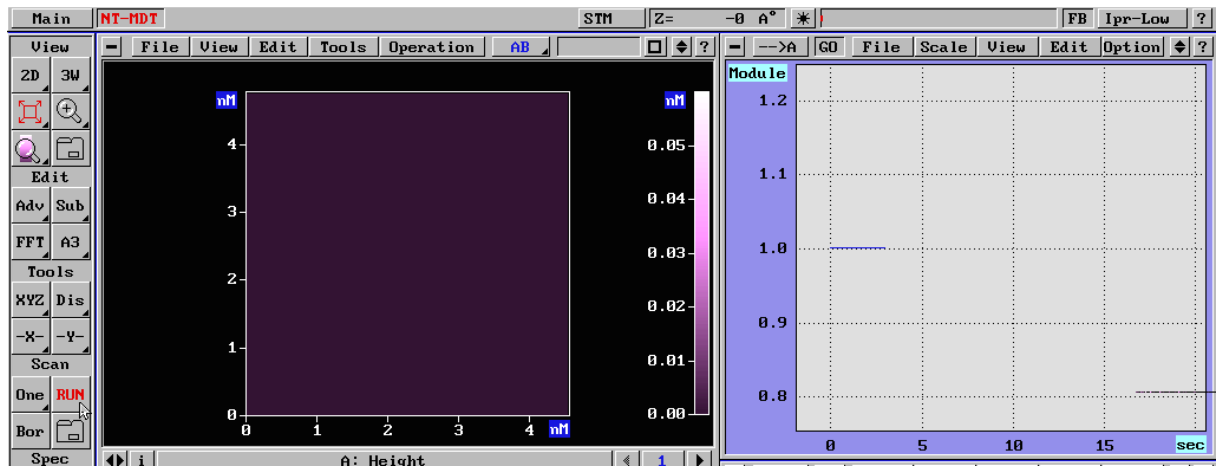 Main NT-MDT STM Z= -0 A° FB Ipr-Low ?
View File View Edit Tools Operation AB ? -->A GO File Scale View Edit Option ?
2D 3W
Edit
Adv Sub
FFT A3
Tools
XYZ Dis
-X- -Y-
Scan
One RUN
Bor
Spec
nM
4
3
2
1
0
0 1 2 3 4 nM
nM
0.05
0.04
0.03
0.02
0.01
0.00
i A: Height 1
Module
1.2
1.1
1.0
0.9
0.8
0 5 10 15 sec